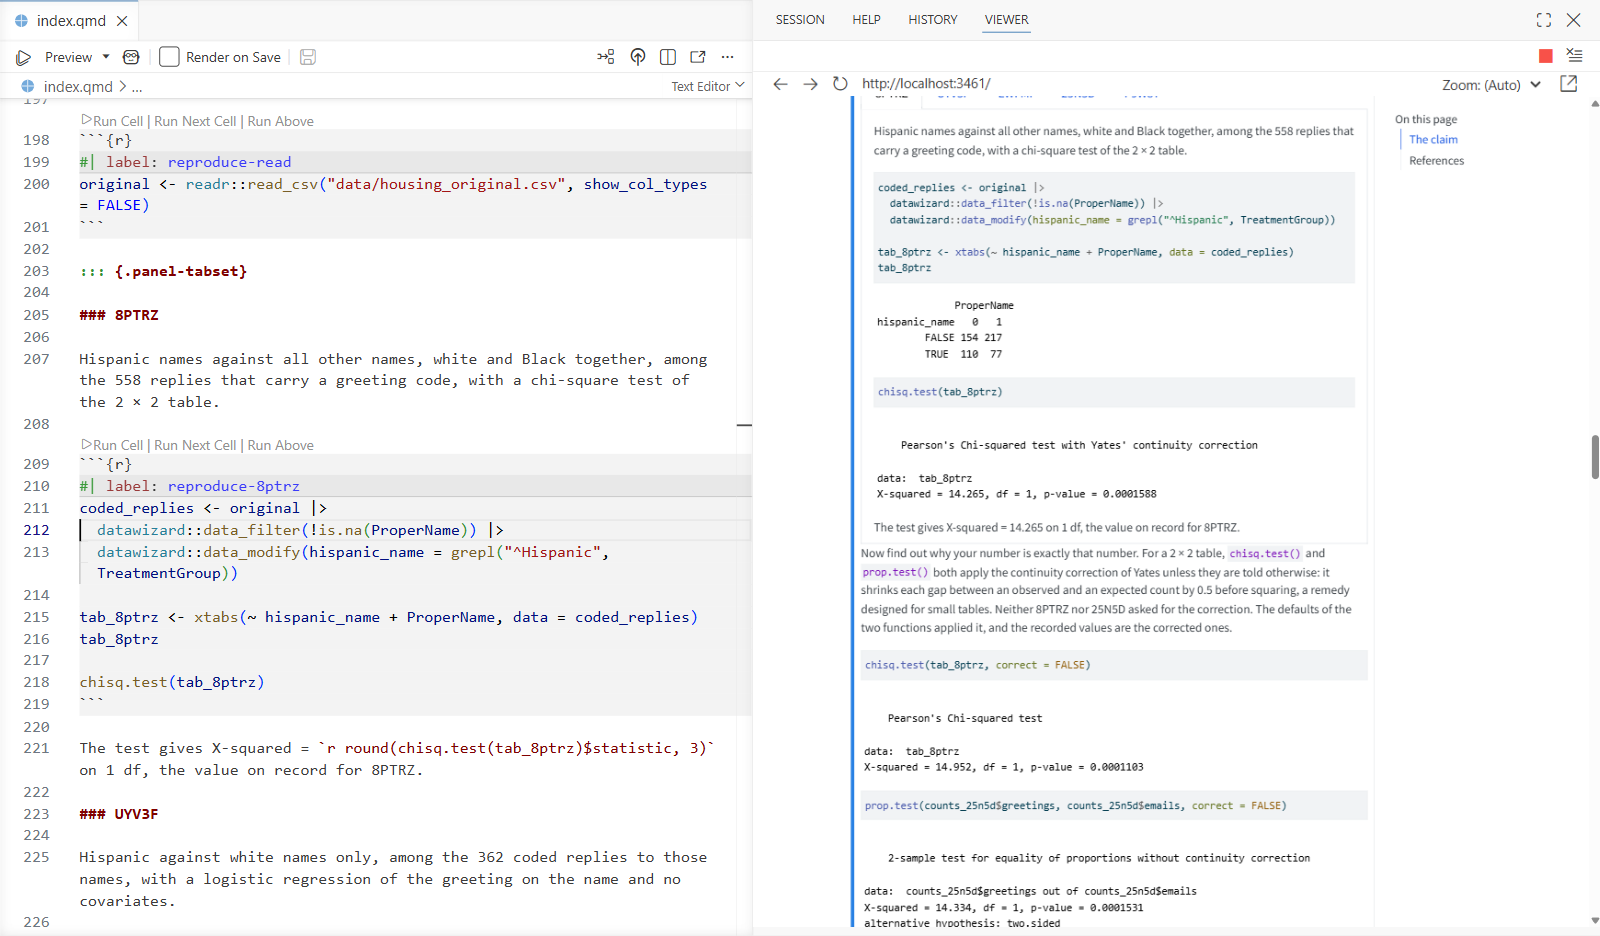 index.qmd
Preview
Render on Save
index.qmd > ...
Text Editor
197
Run Cell | Run Next Cell | Run Above
198 ```{r}
199 #| label: reproduce-read
200 original <- readr::read_csv("data/housing_original.csv", show_col_types
= FALSE)
201 ```
202
203 ::: {.panel-tabset}
204
205 ### 8PTRZ
206
207 Hispanic names against all other names, white and Black together, among
the 558 replies that carry a greeting code, with a chi-square test of
the 2 × 2 table.
208
Run Cell | Run Next Cell | Run Above
209 ```{r}
210 #| label: reproduce-8ptrz
211 coded_replies <- original |>
212 datawizard::data_filter(!is.na(ProperName)) |>
213 datawizard::data_modify(hispanic_name = grepl("^Hispanic",
TreatmentGroup))
214
215 tab_8ptrz <- xtabs(~ hispanic_name + ProperName, data = coded_replies)
216 tab_8ptrz
217
218 chisq.test(tab_8ptrz)
219 ```
220
221 The test gives X-squared = `r round(chisq.test(tab_8ptrz)$statistic, 3)`
on 1 df, the value on record for 8PTRZ.
222
223 ### UYV3F
224
225 Hispanic against white names only, among the 362 coded replies to those
names, with a logistic regression of the greeting on the name and no
covariates.
226
SESSION HELP HISTORY VIEWER
http://localhost:3461/
Zoom: (Auto)
Hispanic names against all other names, white and Black together, among the 558 replies that
carry a greeting code, with a chi-square test of the 2 × 2 table.
coded_replies <- original |>
datawizard::data_filter(!is.na(ProperName)) |>
datawizard::data_modify(hispanic_name = grepl("^Hispanic", TreatmentGroup))
tab_8ptrz <- xtabs(~ hispanic_name + ProperName, data = coded_replies)
tab_8ptrz
ProperName
hispanic_name 0 1
FALSE 154 217
TRUE 110 77
chisq.test(tab_8ptrz)
Pearson's Chi-squared test with Yates' continuity correction
data: tab_8ptrz
X-squared = 14.265, df = 1, p-value = 0.0001588
The test gives X-squared = 14.265 on 1 df, the value on record for 8PTRZ.
Now find out why your number is exactly that number. For a 2 × 2 table, chisq.test() and
prop.test() both apply the continuity correction of Yates unless they are told otherwise: it
shrinks each gap between an observed and an expected count by 0.5 before squaring, a remedy
designed for small tables. Neither 8PTRZ nor 25N5D asked for the correction. The defaults of the
two functions applied it, and the recorded values are the corrected ones.
chisq.test(tab_8ptrz, correct = FALSE)
Pearson's Chi-squared test
data: tab_8ptrz
X-squared = 14.952, df = 1, p-value = 0.0001103
prop.test(counts_25n5d$greetings, counts_25n5d$emails, correct = FALSE)
2-sample test for equality of proportions without continuity correction
data: counts_25n5d$greetings out of counts_25n5d$emails
X-squared = 14.334, df = 1, p-value = 0.0001531
alternative hypothesis: two.sided
On this page
The claim
References